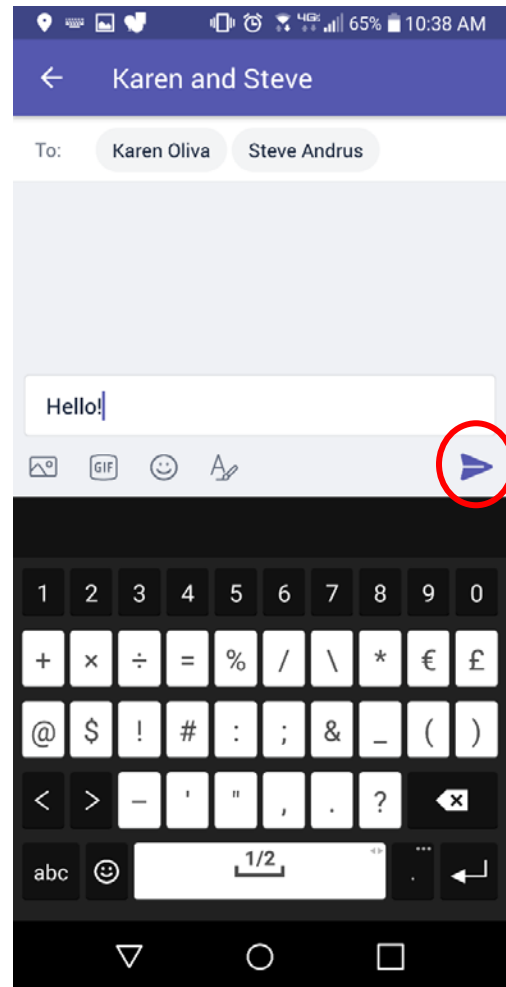 4GE 65% 10:38 AM
Karen and Steve
To: Karen Oliva Steve Andrus
Hello!
GIF A
1 2 3 4 5 6 7 8 9 0
+ × ÷ = % / \ * € £
@ $ ! # : ; & _ ( )
< > – ' " , . ?
abc 1/2 .